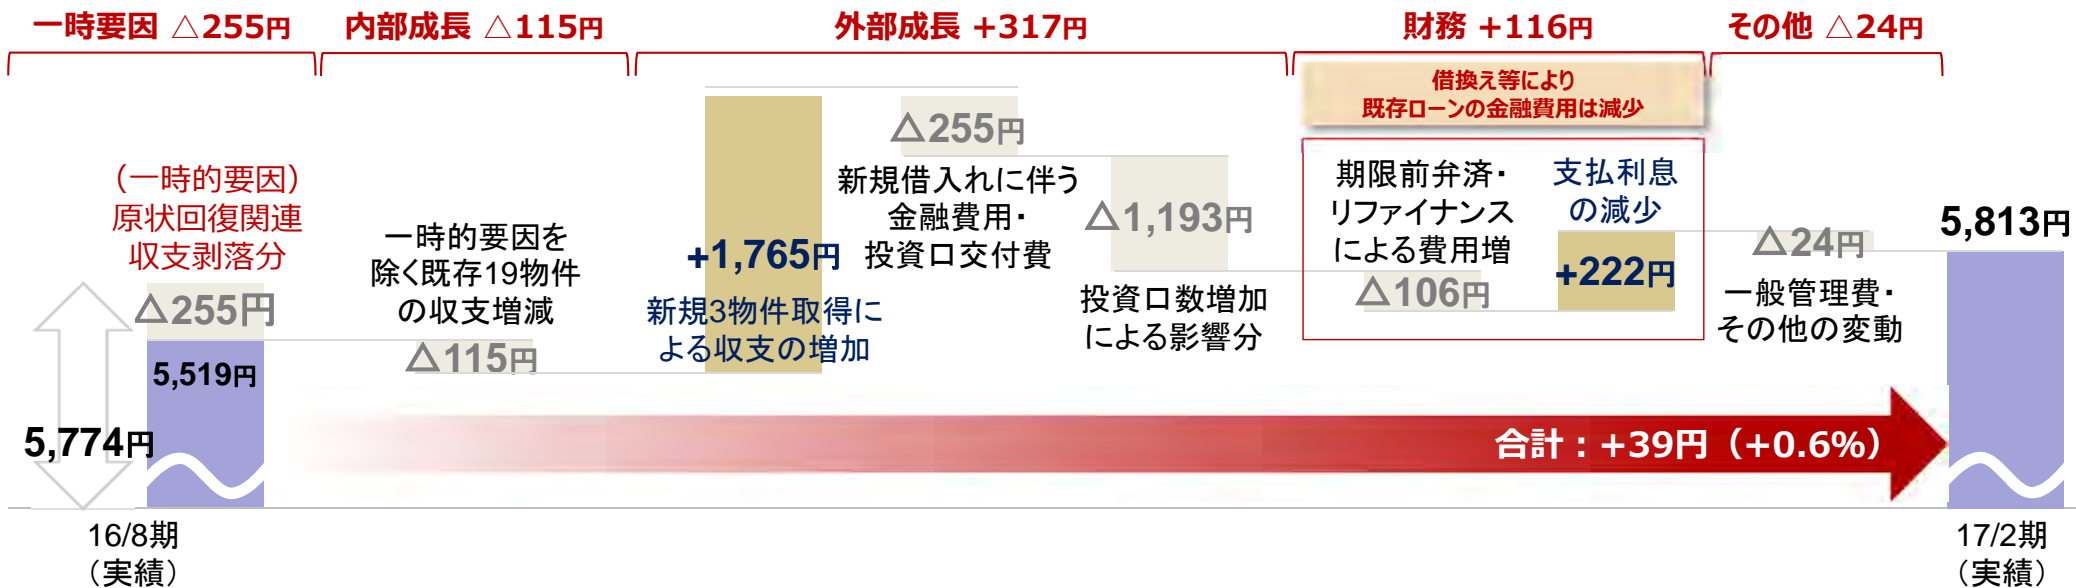 一時要因 △255円
内部成長 △115円
外部成長 +317円
財務 +116円
その他 △24円
借換え等により
既存ローンの金融費用は減少
（一時的要因）
原状回復関連
収支剥落分
△255円
5,519円
5,774円
16/8期
（実績）
一時的要因を
除く既存19物件
の収支増減
△115円
+1,765円
新規3物件取得に
よる収支の増加
△255円
新規借入れに伴う
金融費用・
投資口交付費
△1,193円
投資口数増加
による影響分
期限前弁済・
リファイナンス
による費用増
△106円
支払利息
の減少
+222円
△24円
一般管理費・
その他の変動
5,813円
合計：+39円（+0.6%）
17/2期
（実績）